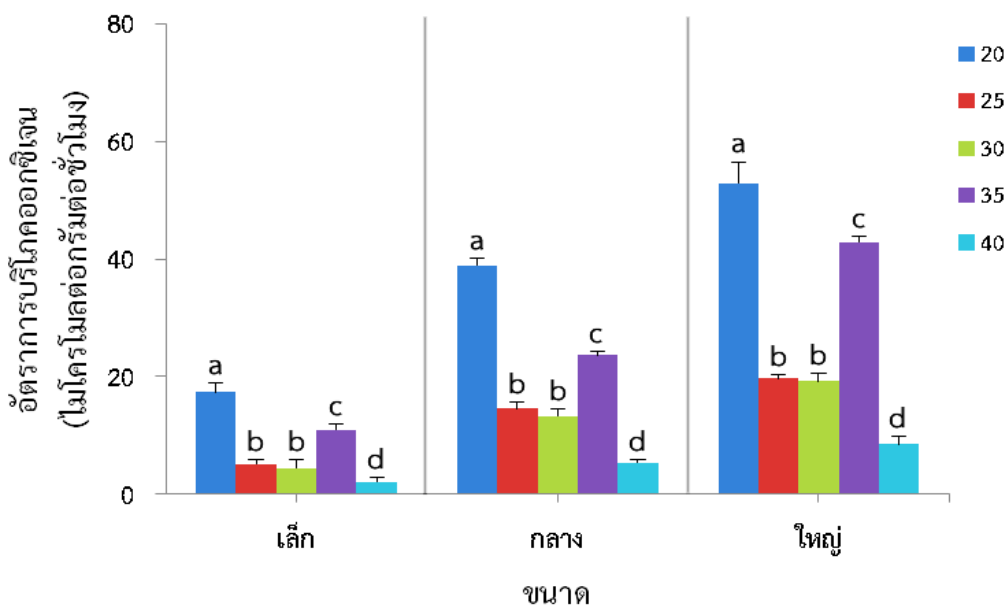 อัตราการบริโภคออกซิเจน
(ไมโครโมลต่อกรัมต่อชั่วโมง)
80
60
40
20
0
a
b
b
c
d
a
b
b
c
d
a
b
b
c
d
เล็ก
กลาง
ใหญ่
ขนาด
20
25
30
35
40